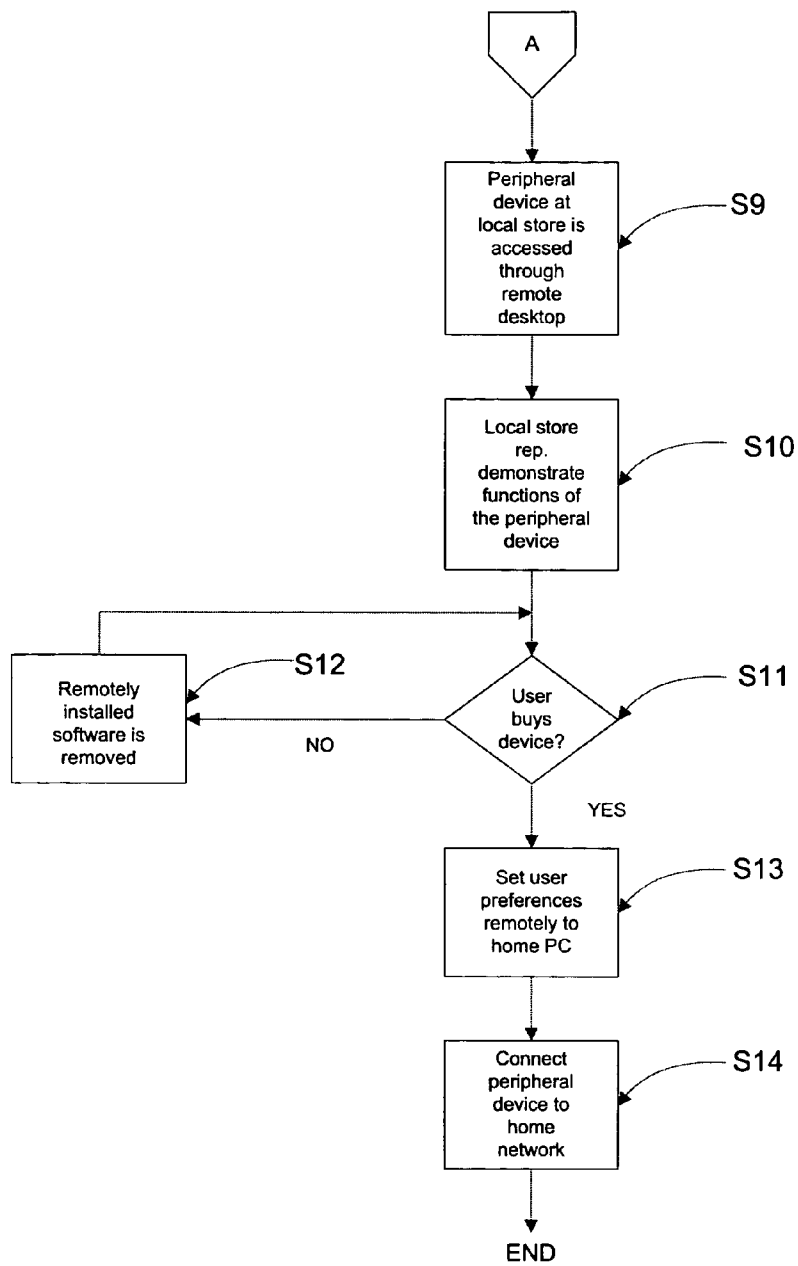 A
Peripheral
device at
local store is
accessed
through
remote
desktop
S9
Local store
rep.
demonstrate
functions of
the peripheral
device
S10
Remotely
installed
software is
removed
S12
User
buys
device?
S11
NO
YES
Set user
preferences
remotely to
home PC
S13
Connect
peripheral
device to
home
network
S14
END